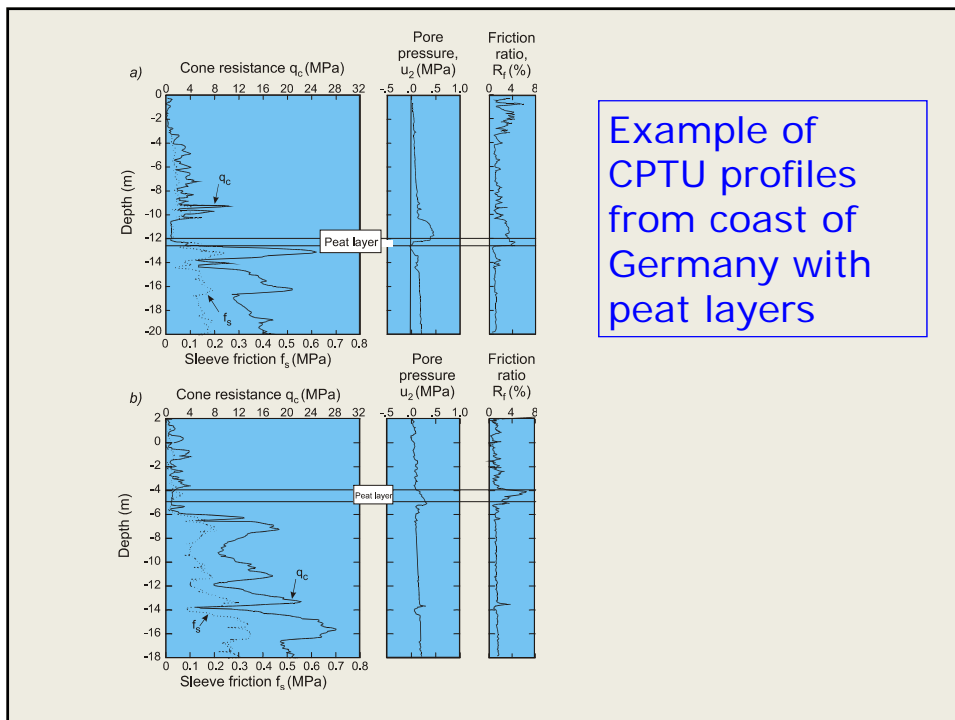 a)
Cone resistance q_c (MPa)
0 4 8 12 16 20 24 28 32
Pore
pressure,
u_2 (MPa)
-.5 0 .5 1.0
Friction
ratio,
R_f (%)
0 4 8
Depth (m)
0
-2
-4
-6
-8
-10
-12
-14
-16
-18
-20
q_c
Peat layer
f_s
0 0.1 0.2 0.3 0.4 0.5 0.6 0.7 0.8
Sleeve friction f_s (MPa)
b)
Cone resistance q_c (MPa)
0 4 8 12 16 20 24 28 32
Pore
pressure
u_2 (MPa)
-.5 0 .5 1.0
Friction
ratio
R_f (%)
0 4 8
Depth (m)
2
0
-2
-4
-6
-9
-12
-14
-16
-18
Peat layer
q_c
f_s
0 0.1 0.2 0.3 0.4 0.5 0.6 0.7 0.8
Sleeve friction f_s (MPa)
Example of
CPTU profiles
from coast of
Germany with
peat layers